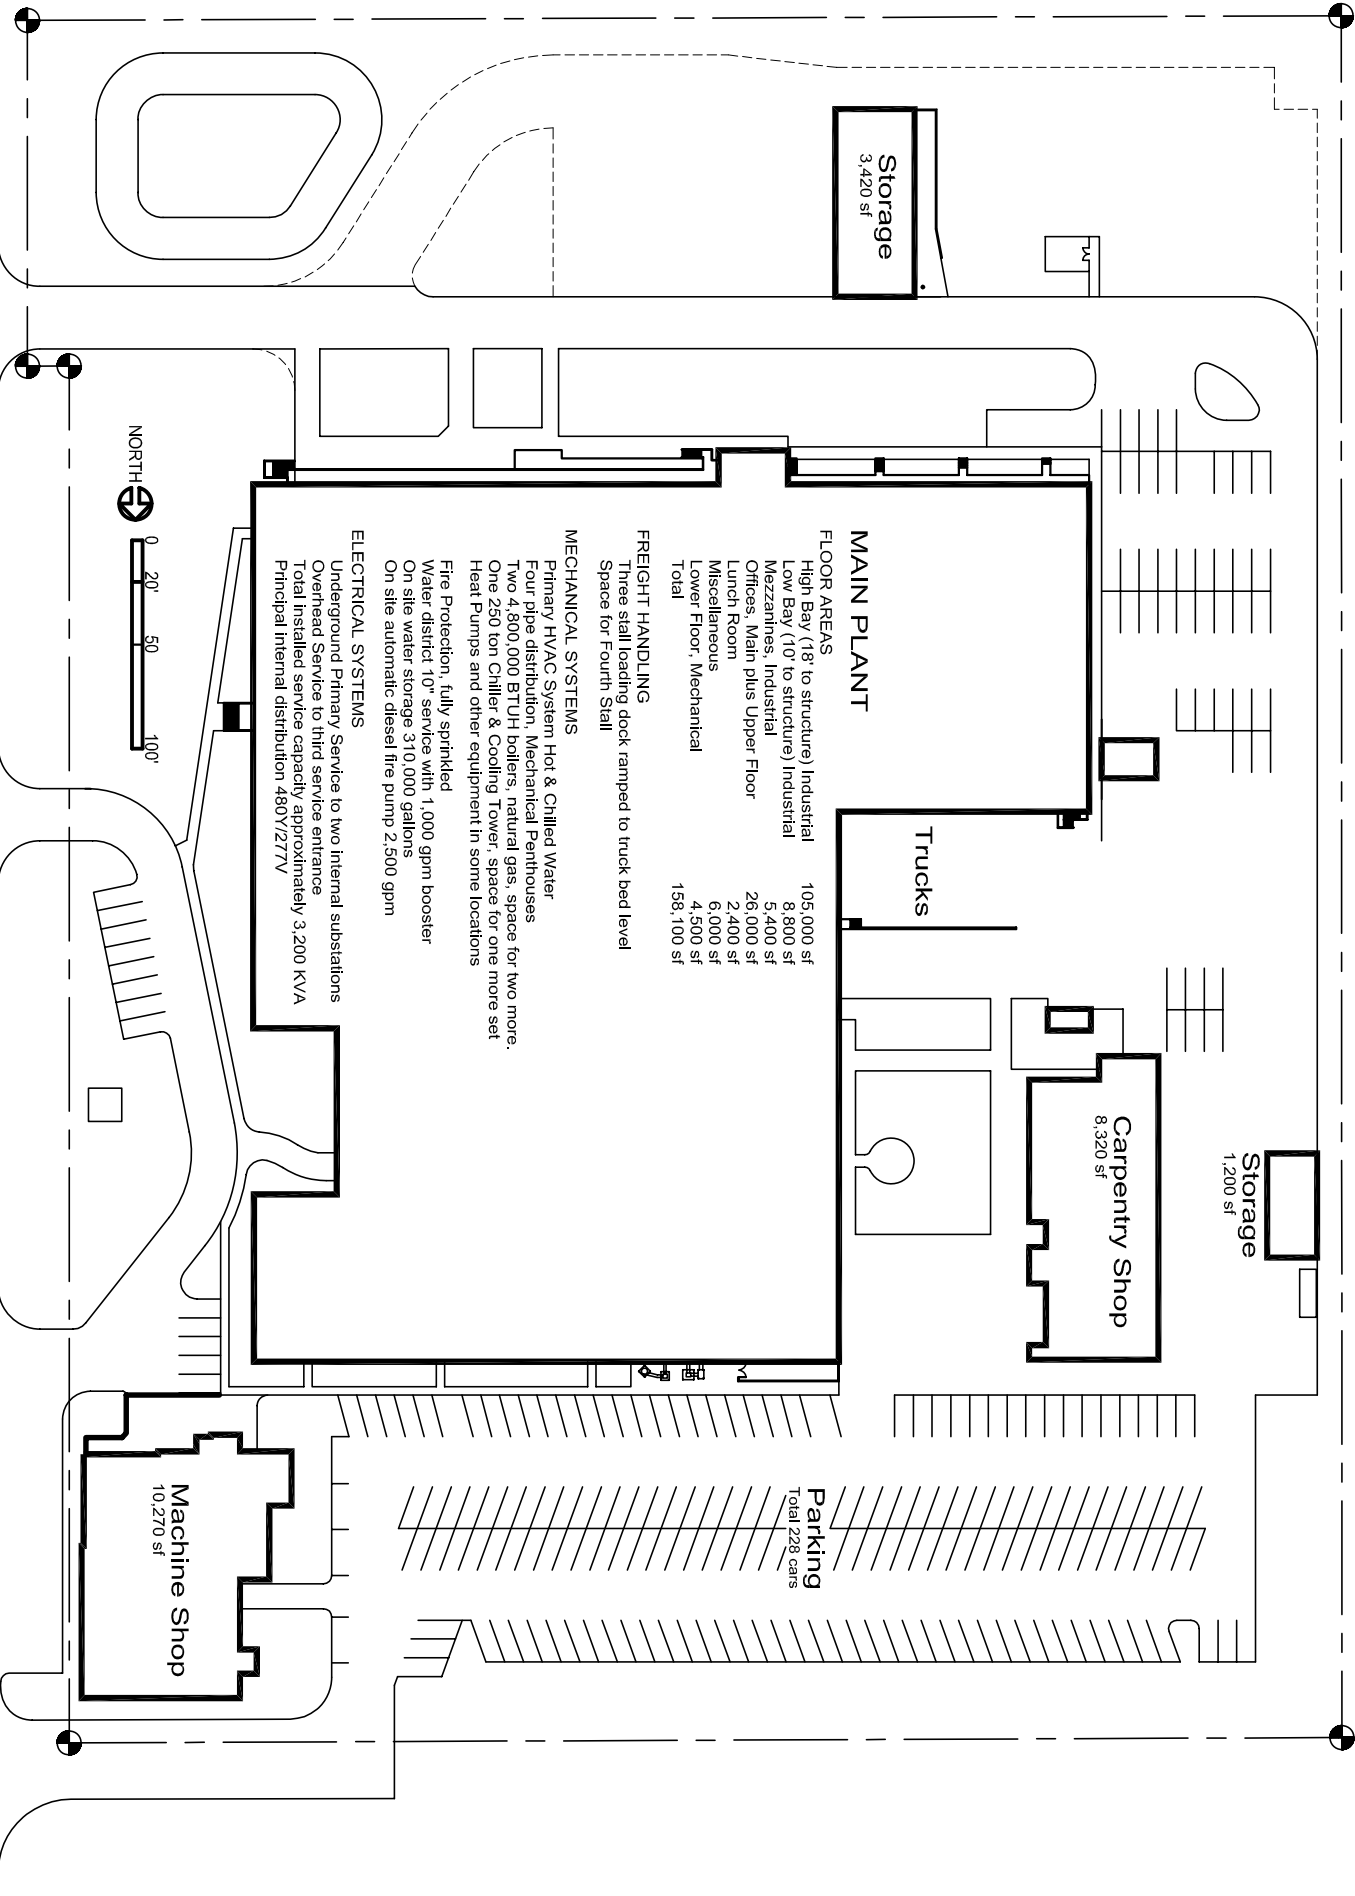 Storage
3,420 sf
MAIN PLANT
FLOOR AREAS
High Bay (18' to structure) Industrial 105,000 sf
Low Bay (10' to structure) Industrial 8,800 sf
Mezzanines, Industrial 5,400 sf
Offices, Main plus Upper Floor 26,000 sf
Lunch Room 2,400 sf
Miscellaneous 6,000 sf
Lower Floor, Mechanical 4,500 sf
Total 158,100 sf
FREIGHT HANDLING
Three stall loading dock ramped to truck bed level
Space for Fourth Stall
MECHANICAL SYSTEMS
Primary HVAC System Hot & Chilled Water
Four pipe distribution, Mechanical Penthouses
Two 4,800,000 BTUH boilers, natural gas, space for two more.
One 250 ton Chiller & Cooling Tower, space for one more set
Heat Pumps and other equipment in some locations
Fire Protection, fully sprinkled
Water district 10" service with 1,000 gpm booster
On site water storage 310,000 gallons
On site automatic diesel fire pump 2,500 gpm
ELECTRICAL SYSTEMS
Underground Primary Service to two internal substations
Overhead Service to third service entrance
Total installed service capacity approximately 3,200 KVA
Principal internal distribution 480Y/277V
NORTH
0 20' 50 100'
Trucks
Carpentry Shop
8,320 sf
Storage
1,200 sf
Parking
Total 228 cars
Machine Shop
10,270 sf